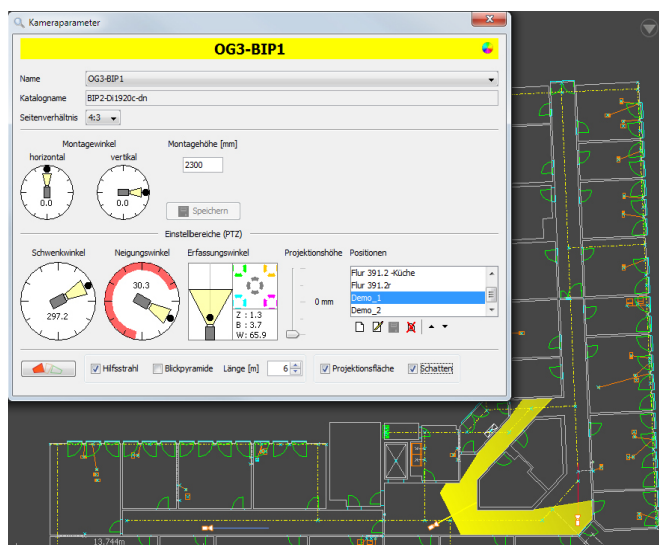 Kameraparameter
OG3-BIP1
Name OG3-BIP1
Katalogname BIP2-Di1920c-dn
Seitenverhältnis 4:3
Montagewinkel Montagehöhe [mm]
horizontal vertikal
2300
0.0 0.0
Speichern
Einstellbereiche (PTZ)
Schwenkwinkel Neigungswinkel Erfassungswinkel Projektionshöhe Positionen
Flur 391.2 -Küche
Flur 391.2r
30.3
Demo_1
0 mm
Demo_2
297.2
Z : 1.3
B : 3.7
W: 65.9
Hilfsstrahl Blickpyramide Länge [m] 6 Projektionsfläche Schatten
13.744m